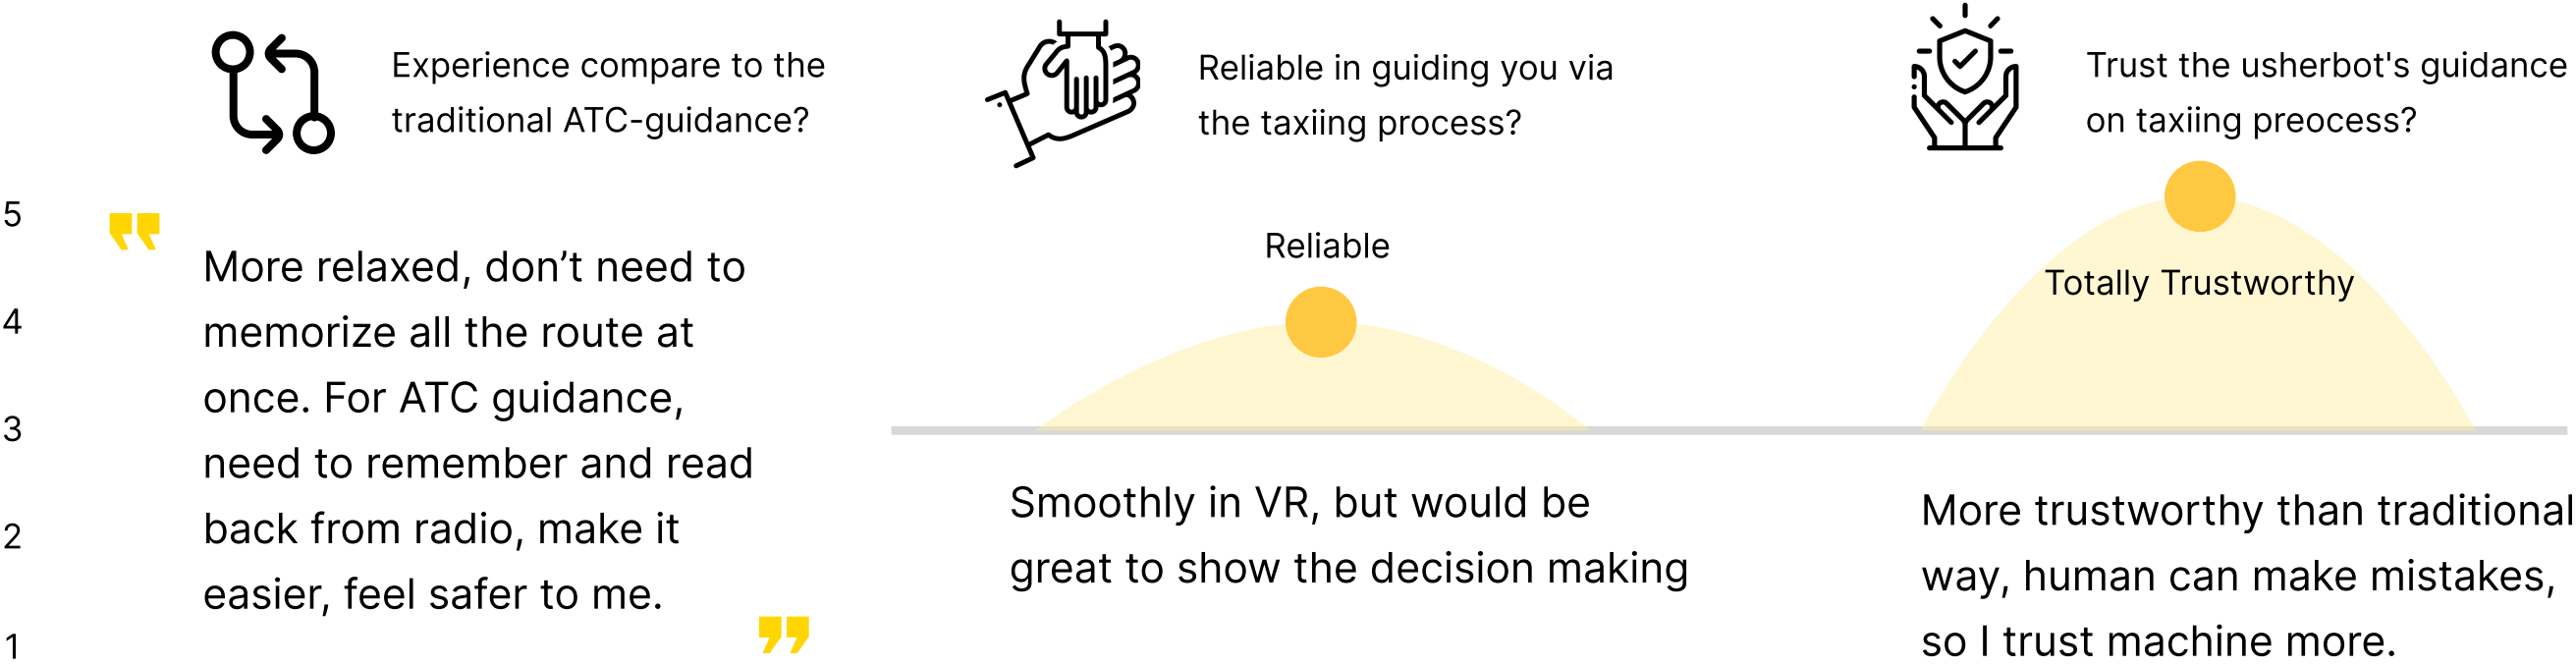 Experience compare to the
traditional ATC-guidance?
Reliable in guiding you via
the taxiing process?
Trust the usherbot's guidance
on taxiing preocess?
5
4
3
2
1
”
More relaxed, don’t need to
memorize all the route at
once. For ATC guidance,
need to remember and read
back from radio, make it
easier, feel safer to me.
”
Reliable
Smoothly in VR, but would be
great to show the decision making
Totally Trustworthy
More trustworthy than traditional
way, human can make mistakes,
so I trust machine more.